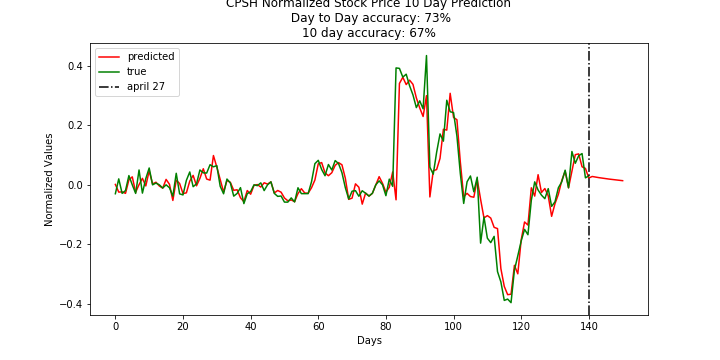 CPSH Normalized Stock Price 10 Day Prediction
Day to Day accuracy: 73%
10 day accuracy: 67%
predicted
true
april 27
Normalized Values
0.4
0.2
0.0
−0.2
−0.4
0 20 40 60 80 100 120 140
Days